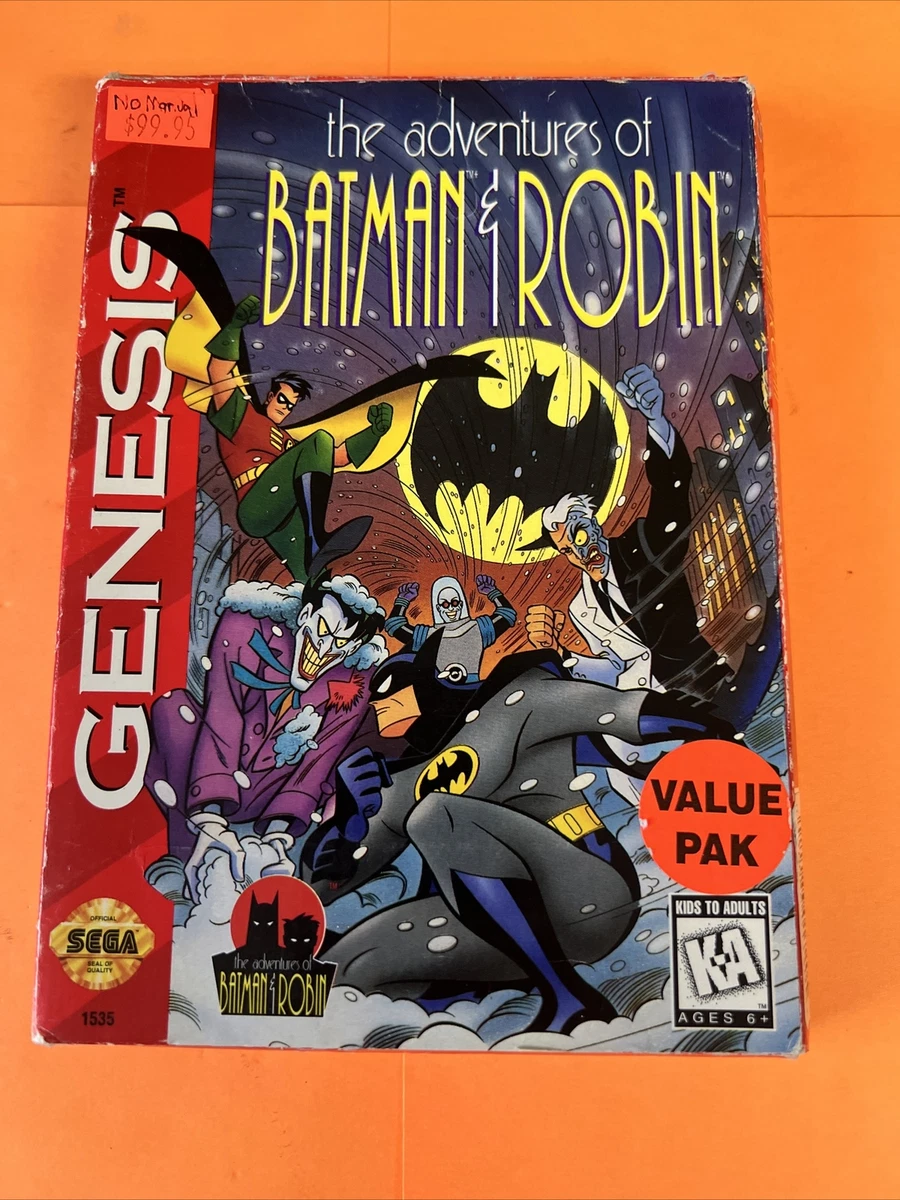 No Manual
$99.95
the adventures of
BATMAN & ROBIN
GENESIS™
VALUE
PAK
KIDS TO ADULTS
K-A
™
AGES 6+
OFFICIAL
SEGA
SEAL OF
QUALITY
1535
the adventures of
BATMAN & ROBIN